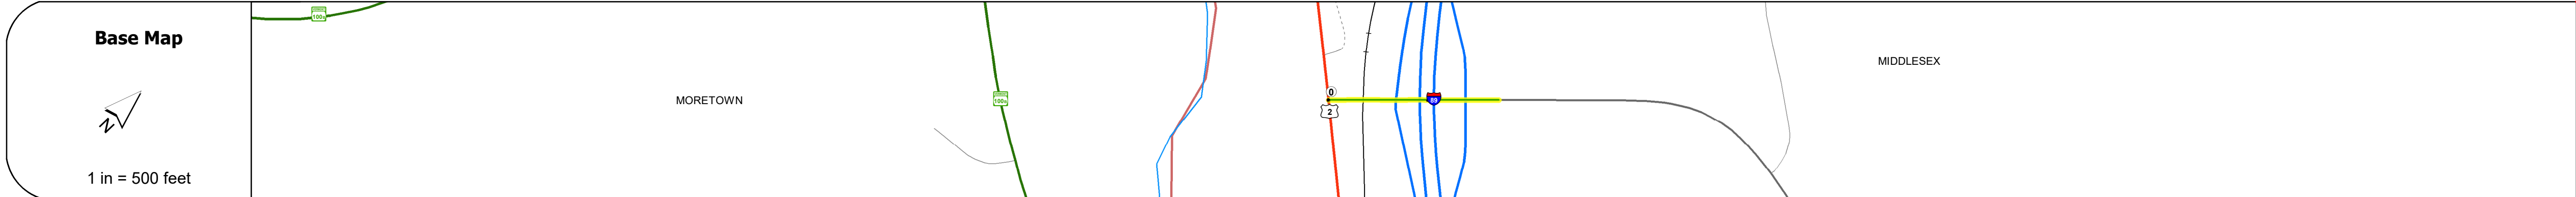 Base Map
N
1 in = 500 feet
100B
MORETOWN
100B
0
2
89
MIDDLESEX